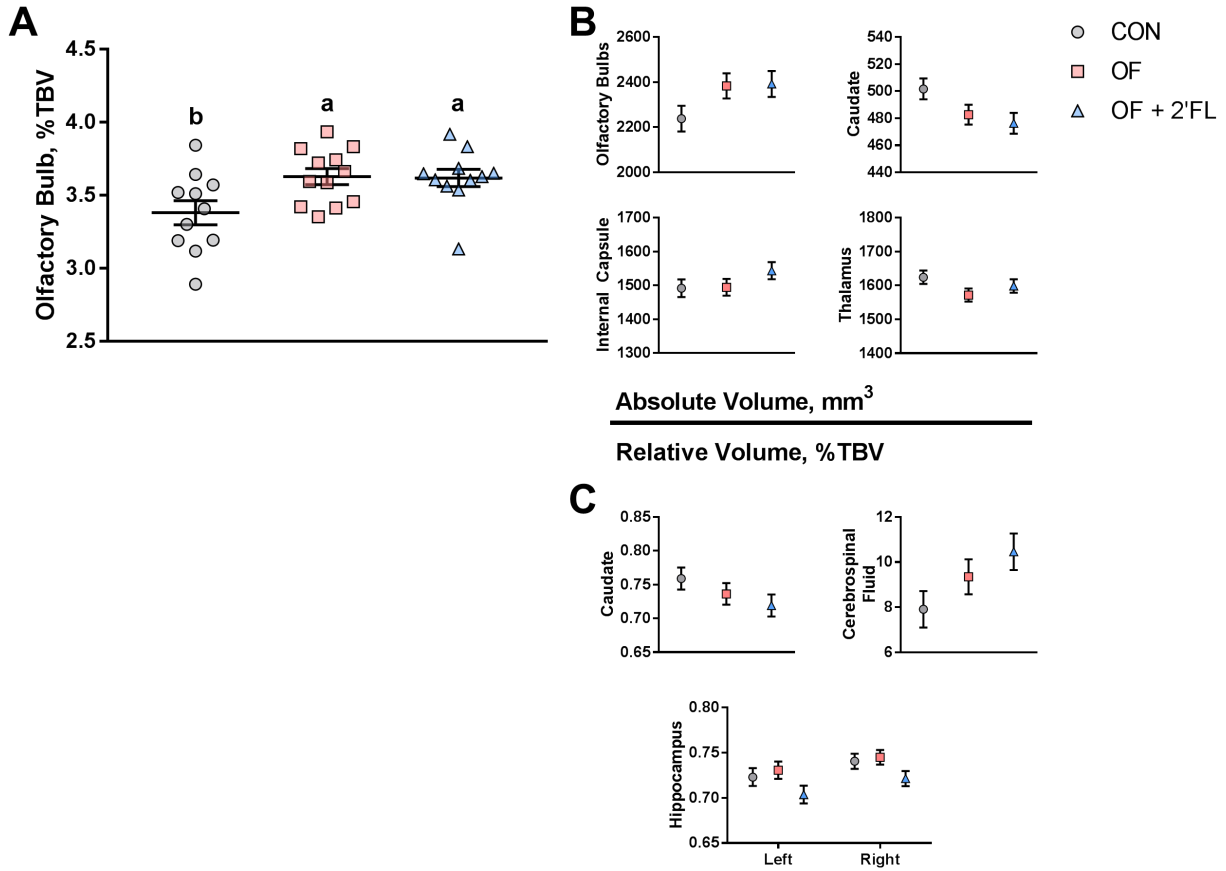 A
Olfactory Bulb, %TBV
4.5
4.0
3.5
3.0
2.5
b
a
a
B
Olfactory Bulbs
2600
2400
2200
2000
Caudate
540
520
500
480
460
440
CON
OF
OF + 2'FL
Internal Capsule
1700
1600
1500
1400
1300
Thalamus
1800
1700
1600
1500
1400
Absolute Volume, mm³
Relative Volume, %TBV
C
Caudate
0.85
0.80
0.75
0.70
0.65
Cerebrospinal
Fluid
12
10
8
6
Hippocampus
0.80
0.75
0.70
0.65
Left
Right